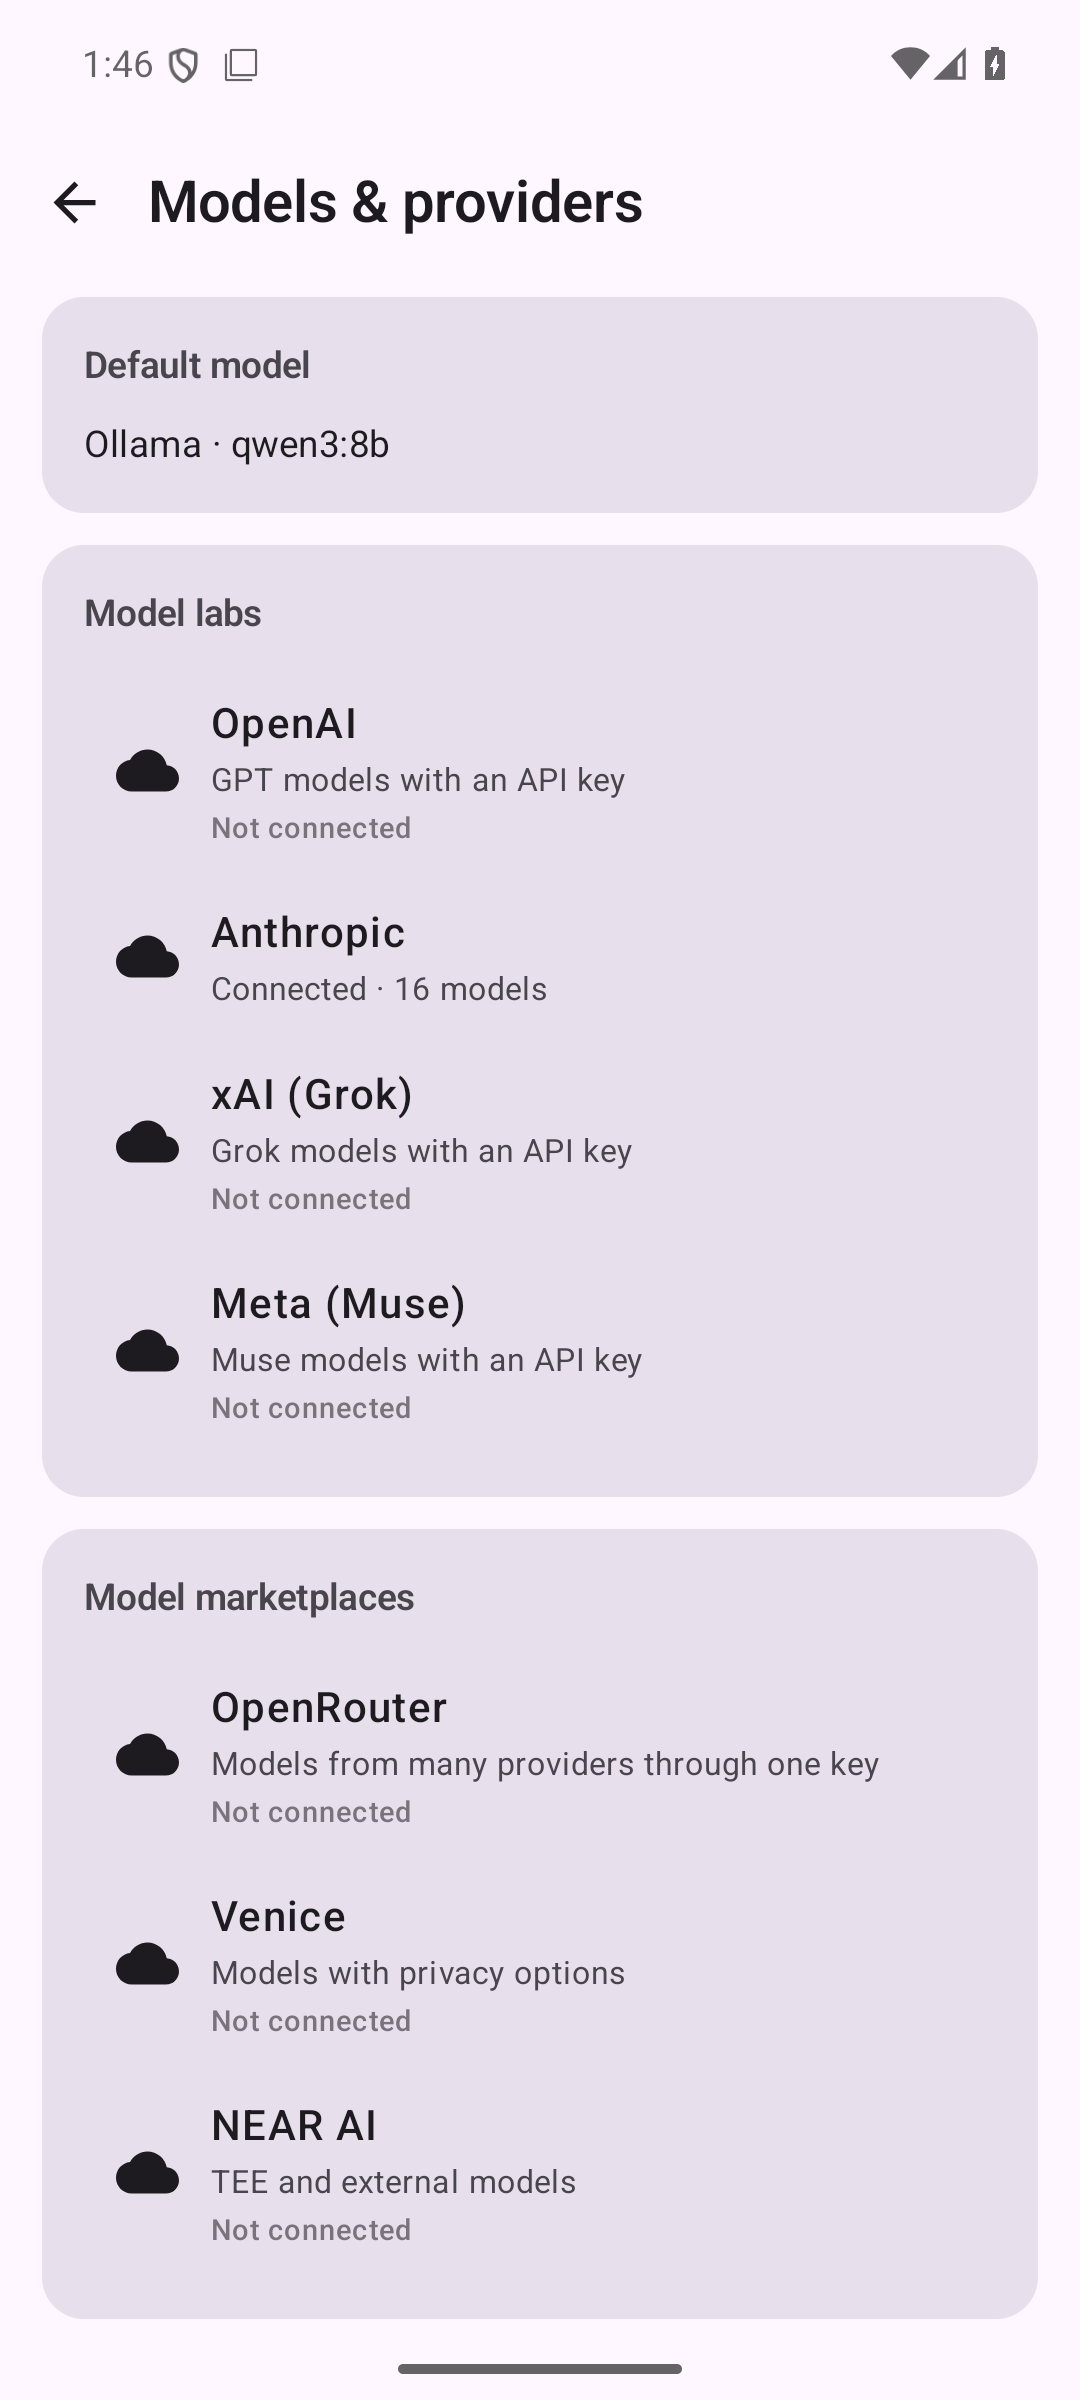 1:46
Models & providers
Default model
Ollama · qwen3:8b
Model labs
OpenAI
GPT models with an API key
Not connected
Anthropic
Connected · 16 models
xAI (Grok)
Grok models with an API key
Not connected
Meta (Muse)
Muse models with an API key
Not connected
Model marketplaces
OpenRouter
Models from many providers through one key
Not connected
Venice
Models with privacy options
Not connected
NEAR AI
TEE and external models
Not connected